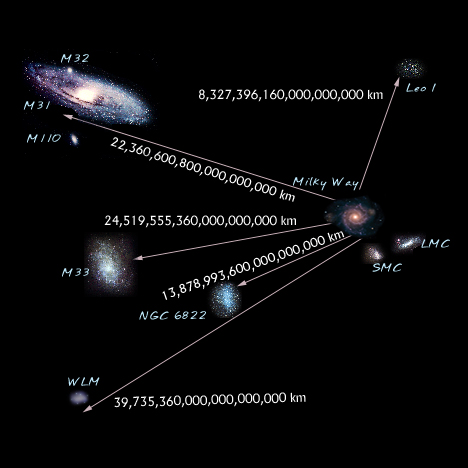 M32
8,327,396,160,000,000,000 km
Leo I
M31
M110
22,360,600,800,000,000,000 km
Milky Way
24,519,555,360,000,000,000 km
LMC
SMC
M33
13,878,993,600,000,000,000 km
NGC 6822
WLM
39,735,360,000,000,000,000 km